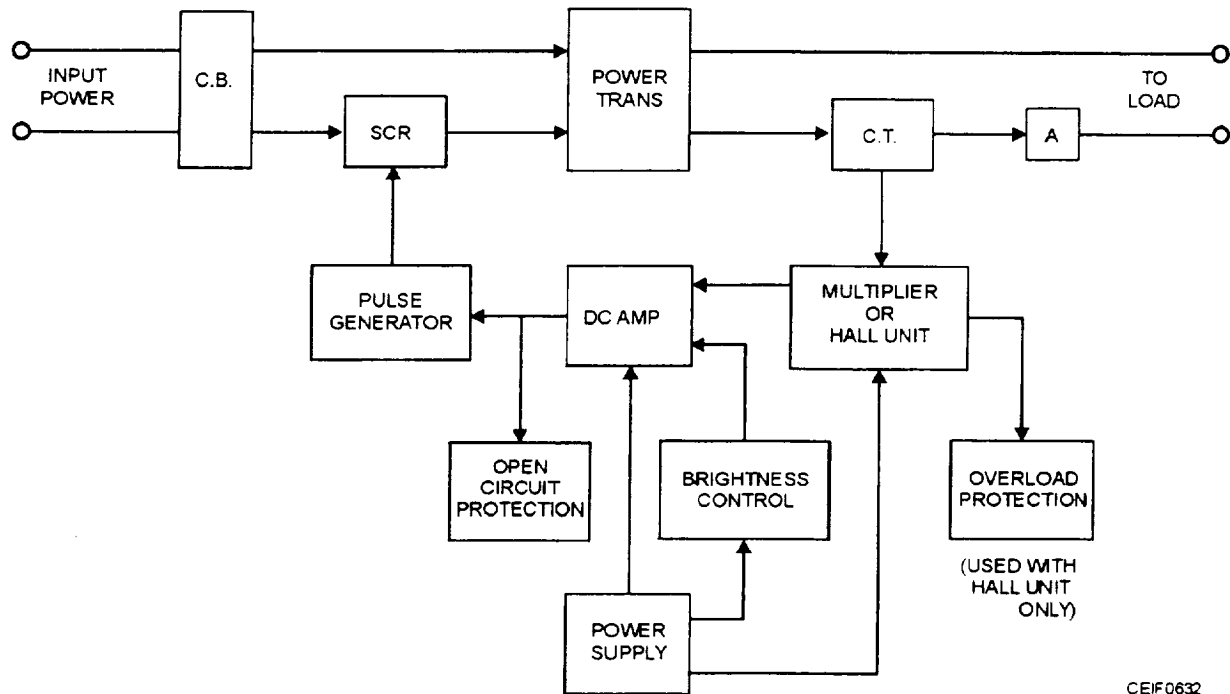 INPUT
POWER
C.B.
SCR
POWER
TRANS
C.T.
A
TO
LOAD
PULSE
GENERATOR
DC AMP
MULTIPLIER
OR
HALL UNIT
OPEN
CIRCUIT
PROTECTION
BRIGHTNESS
CONTROL
OVERLOAD
PROTECTION
(USED WITH
HALL UNIT
ONLY)
POWER
SUPPLY
CEIF0632